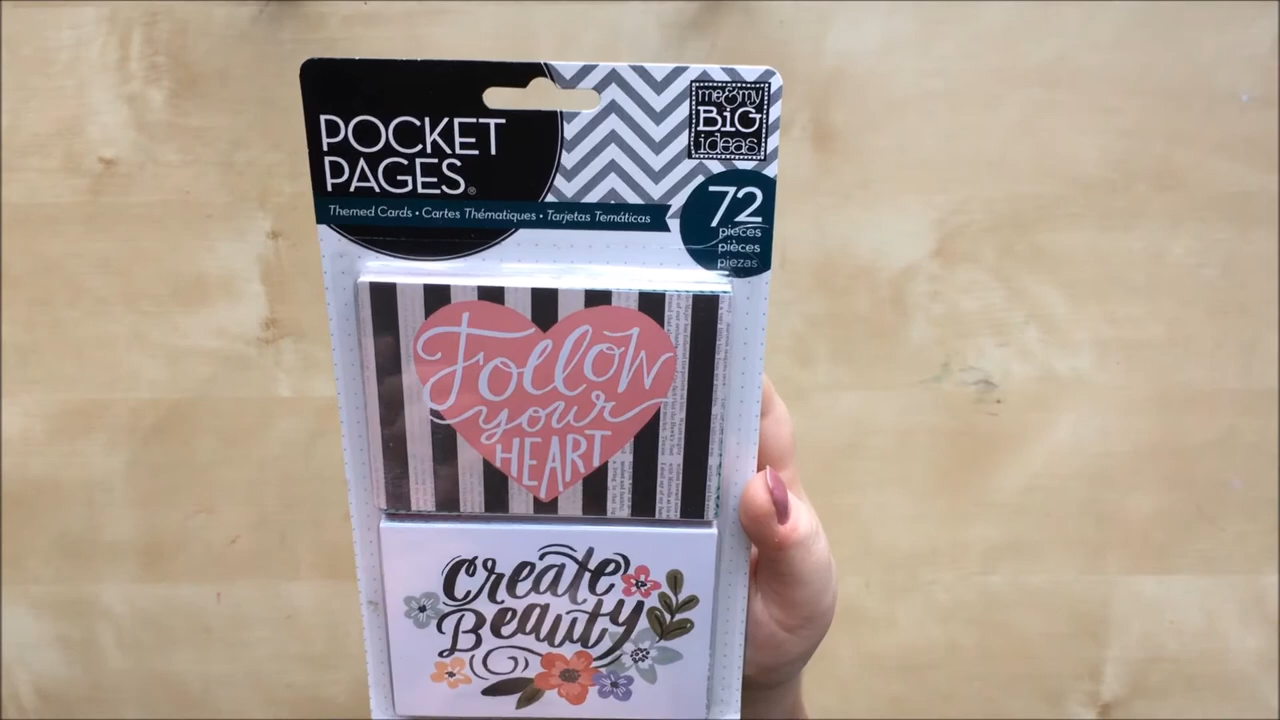 POCKET
PAGES®
me&my
BiG
ideas.
Themed Cards • Cartes Thématiques • Tarjetas Temáticas
72
pieces
pièces
piezas
Follow
your
HEART
Create
Beauty